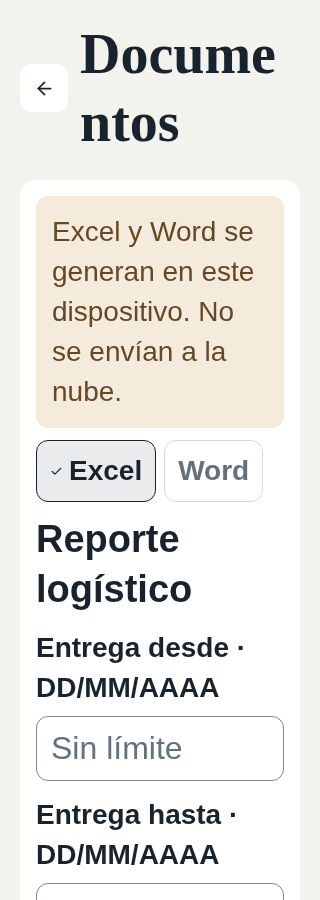 Docume
ntos
Excel y Word se
generan en este
dispositivo. No
se envían a la
nube.
Excel
Word
Reporte
logístico
Entrega desde ·
DD/MM/AAAA
Sin límite
Entrega hasta ·
DD/MM/AAAA